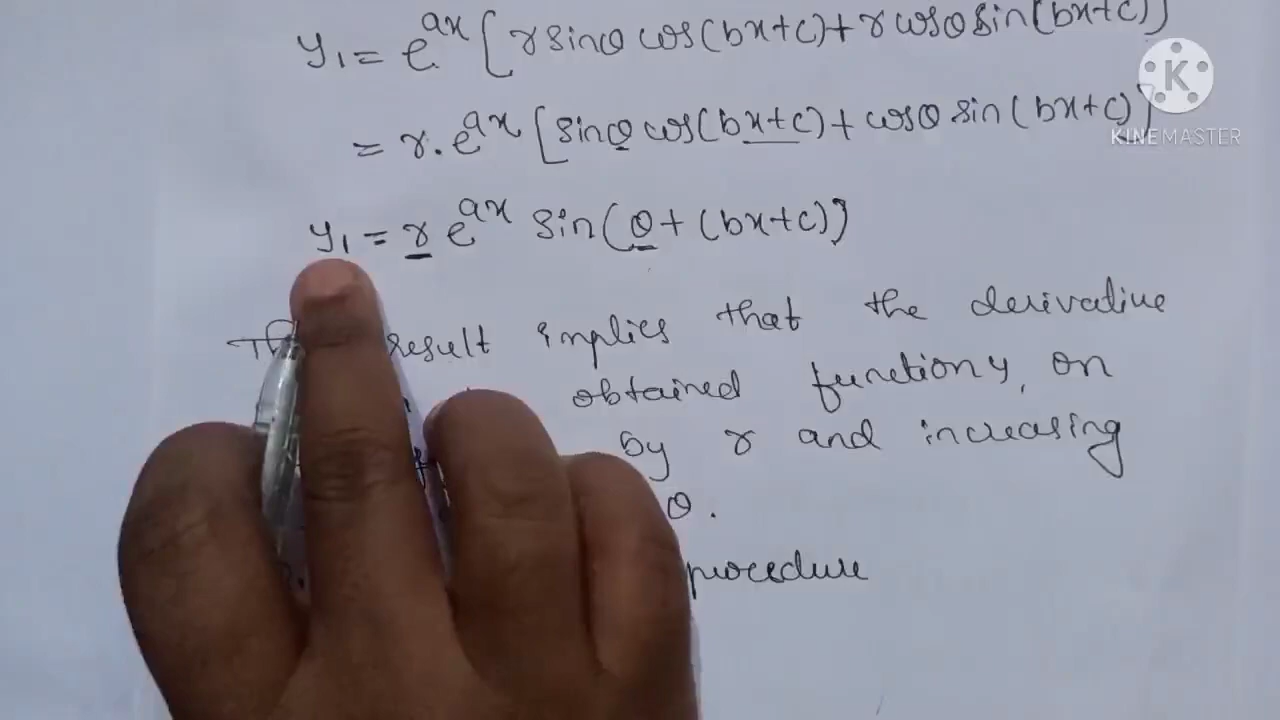 y₁ = e^ax [r sinθ cos(bx+c) + r cosθ sin(bx+c)]
= r.e^ax [sinθ cos(bx+c) + cosθ sin(bx+c)]
y₁ = r e^ax sin(θ + (bx+c))
result implies that the derivative
obtained function y, on
by r and increasing
θ.
procedure
K
KINEMASTER